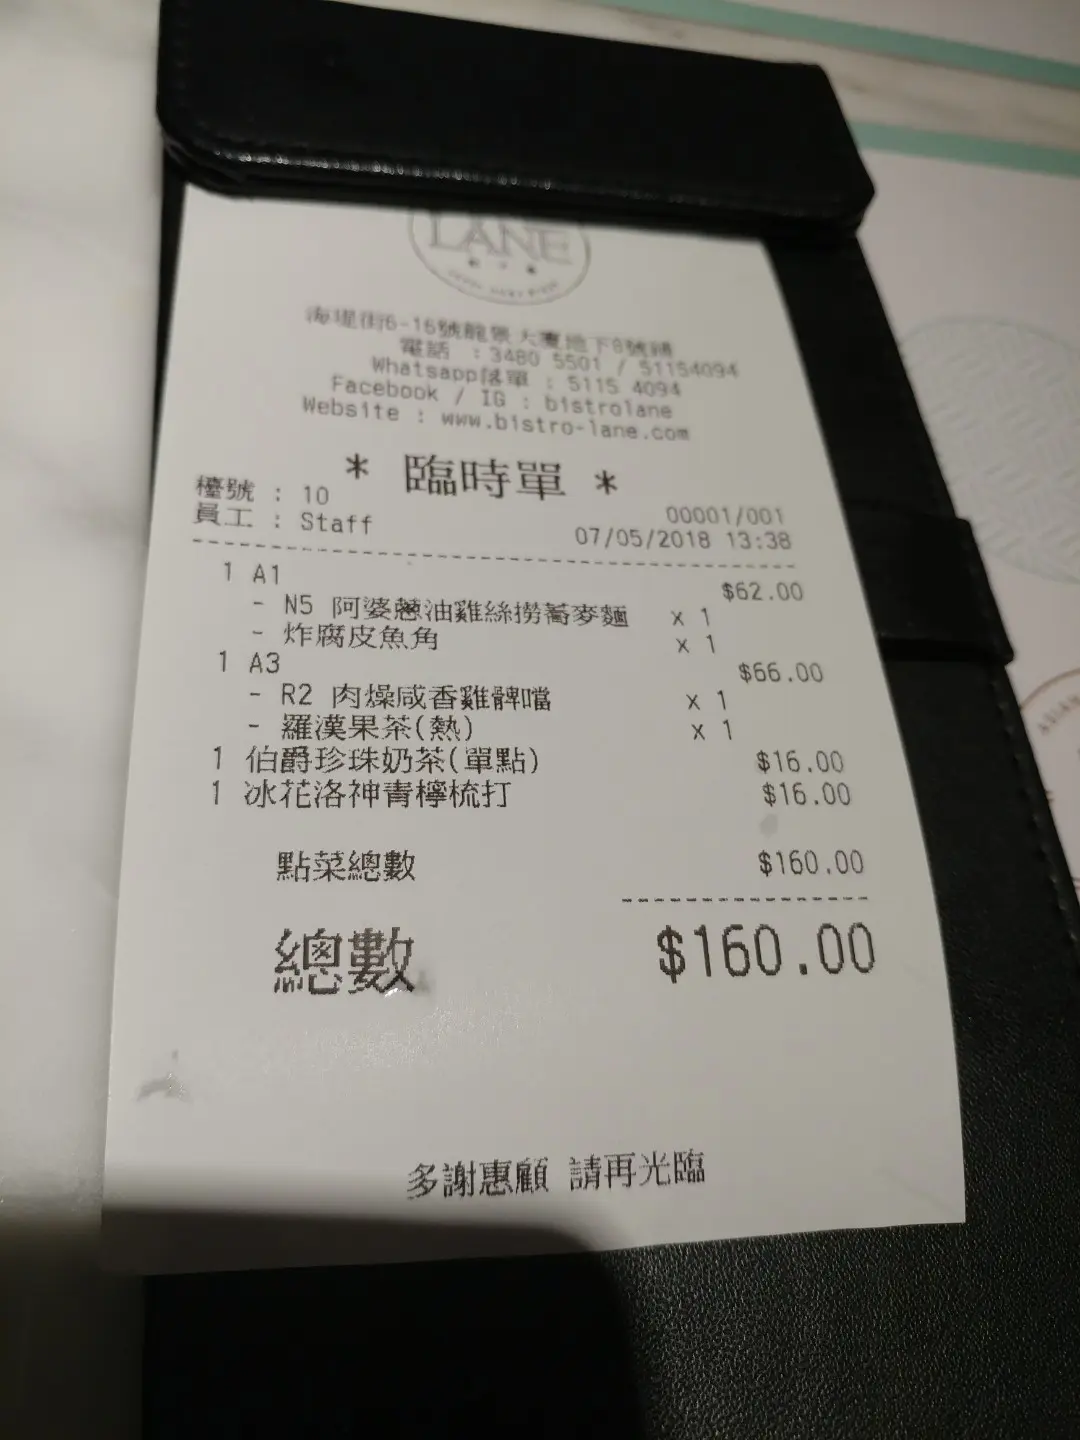 LANE
海堤街6-16號龍景大廈地下8號鋪
電話 : 3480 5501 / 51154094
Whatsapp落單 : 5115 4094
Facebook / IG : bistrolane
Website : www.bistro-lane.com
* 臨時單 *
檯號 : 10
00001/001
員工 : Staff
07/05/2018 13:38
1 A1 $62.00
- N5 阿婆蔥油雞絲撈蕎麥麵 x 1
- 炸腐皮魚角 x 1
1 A3 $66.00
- R2 肉燥咸香雞髀噹 x 1
- 羅漢果茶(熱) x 1
1 伯爵珍珠奶茶(單點) $16.00
1 冰花洛神青檸梳打 $16.00
點菜總數 $160.00
總數 $160.00
多謝惠顧 請再光臨